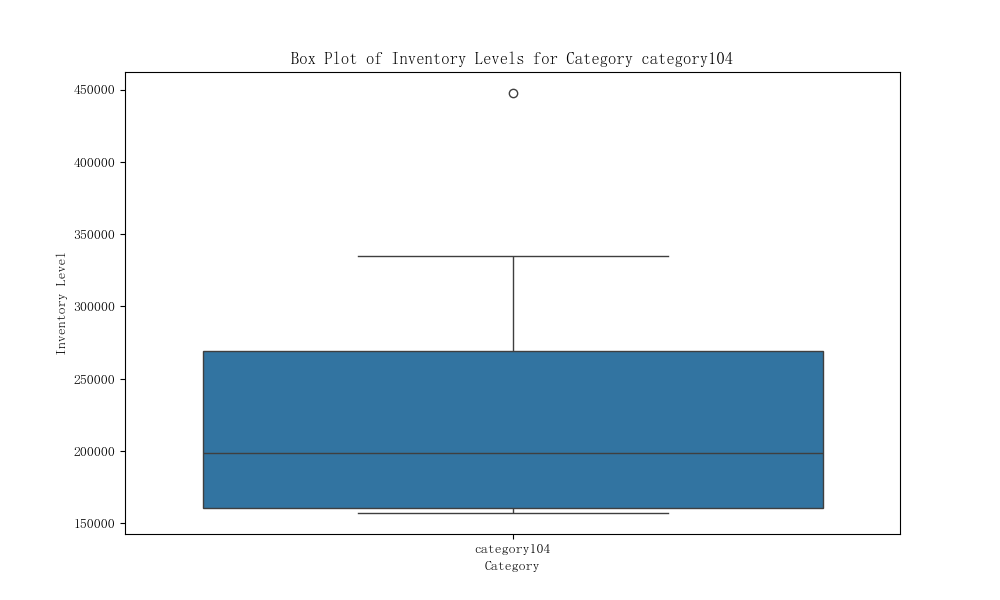 Box Plot of Inventory Levels for Category category104
450000
400000
350000
300000
250000
200000
150000
Inventory Level
category104
Category